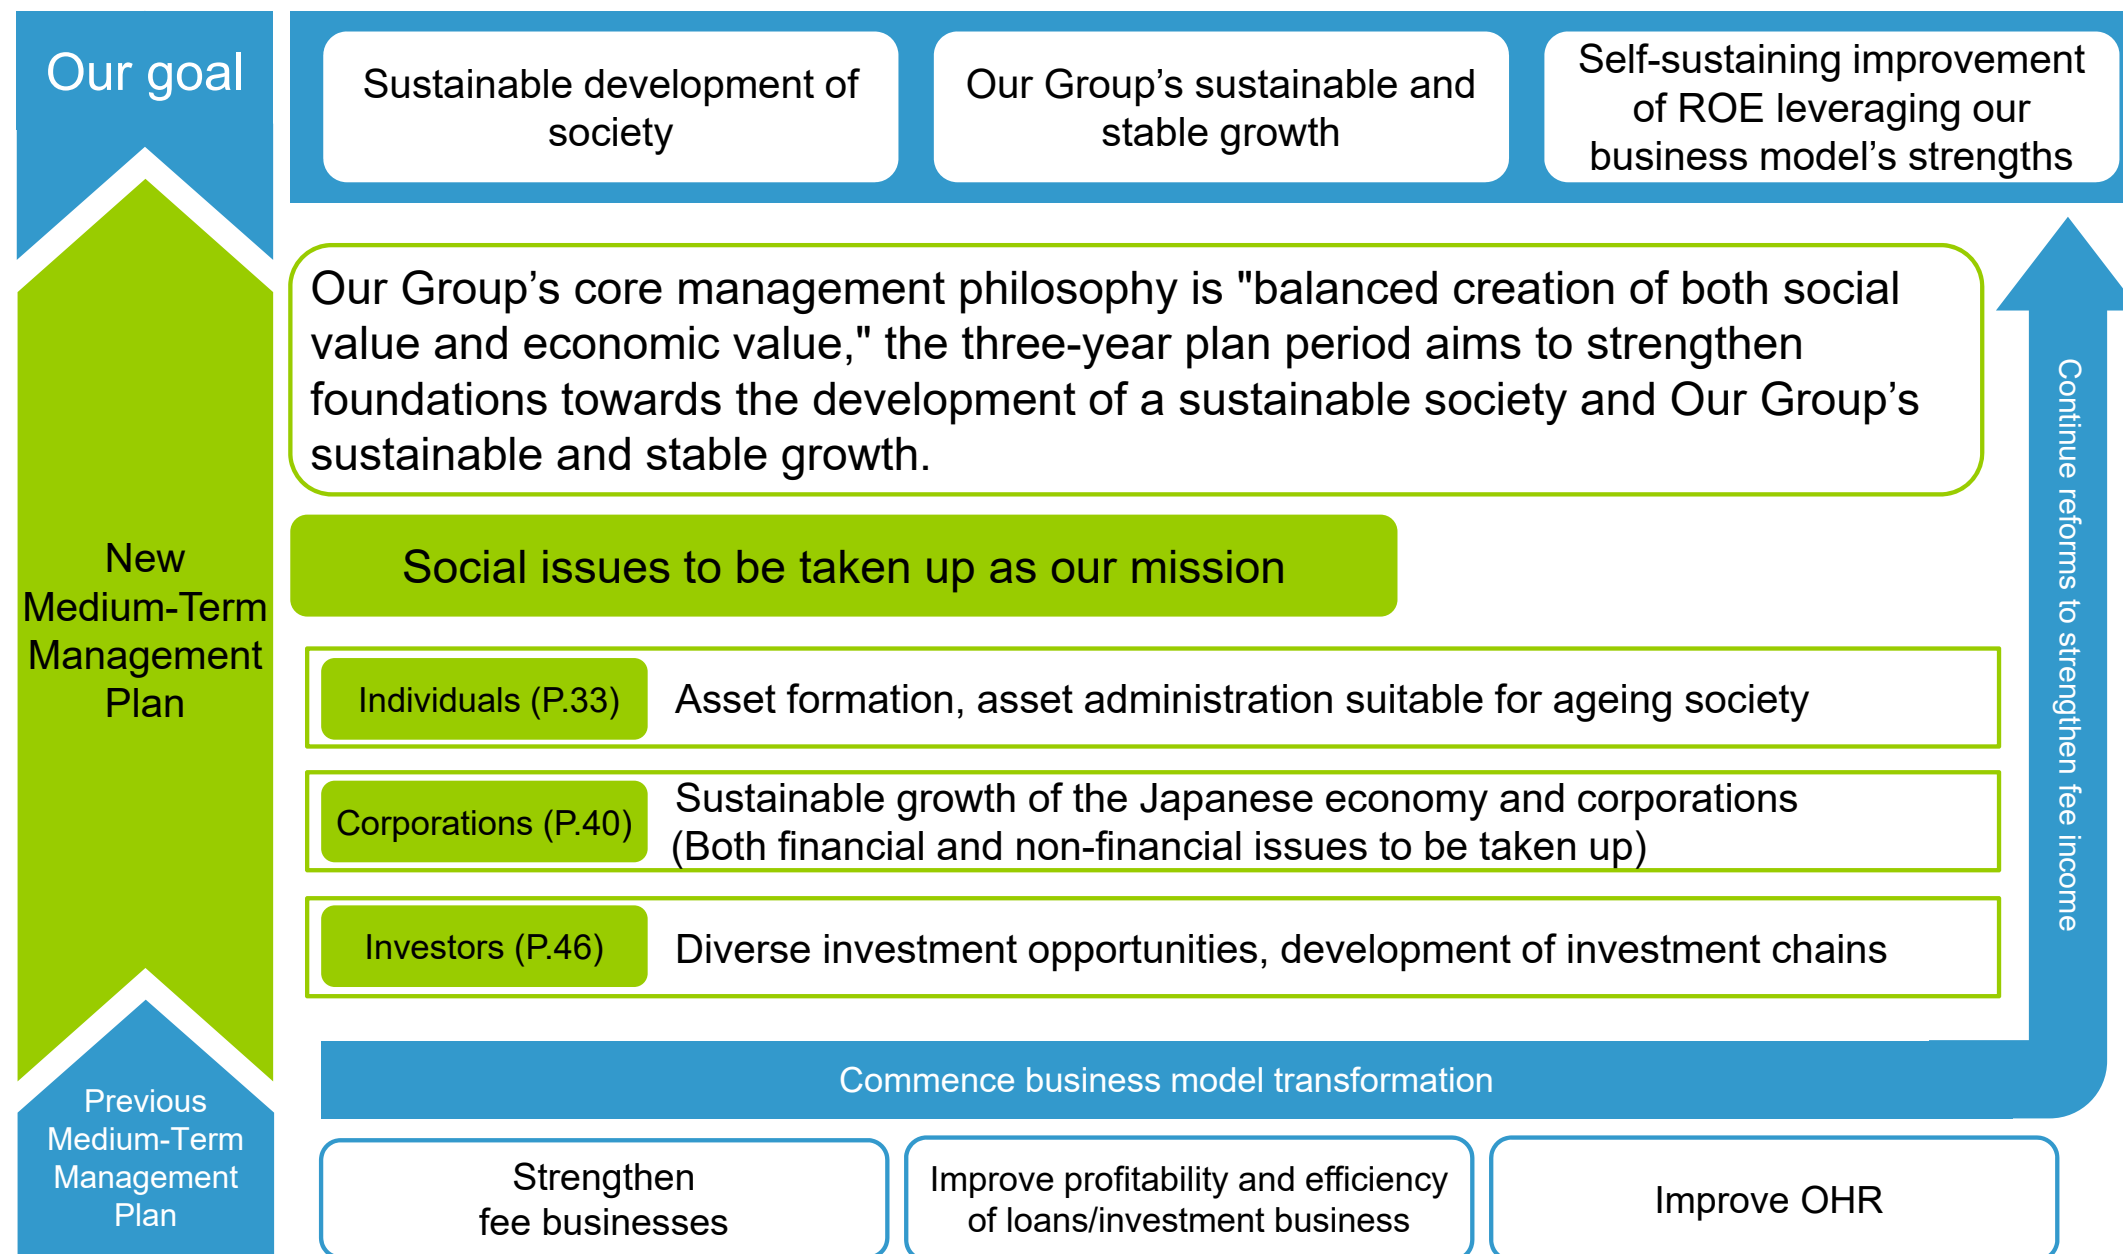 Our goal
Sustainable development of
society
Our Group’s sustainable and
stable growth
Self-sustaining improvement
of ROE leveraging our
business model’s strengths
Our Group’s core management philosophy is "balanced creation of both social
value and economic value," the three-year plan period aims to strengthen
foundations towards the development of a sustainable society and Our Group’s
sustainable and stable growth.
New
Medium-Term
Management
Plan
Social issues to be taken up as our mission
Individuals (P.33)
Asset formation, asset administration suitable for ageing society
Corporations (P.40)
Sustainable growth of the Japanese economy and corporations
(Both financial and non-financial issues to be taken up)
Investors (P.46)
Diverse investment opportunities, development of investment chains
Continue reforms to strengthen fee income
Commence business model transformation
Previous
Medium-Term
Management
Plan
Strengthen
fee businesses
Improve profitability and efficiency
of loans/investment business
Improve OHR